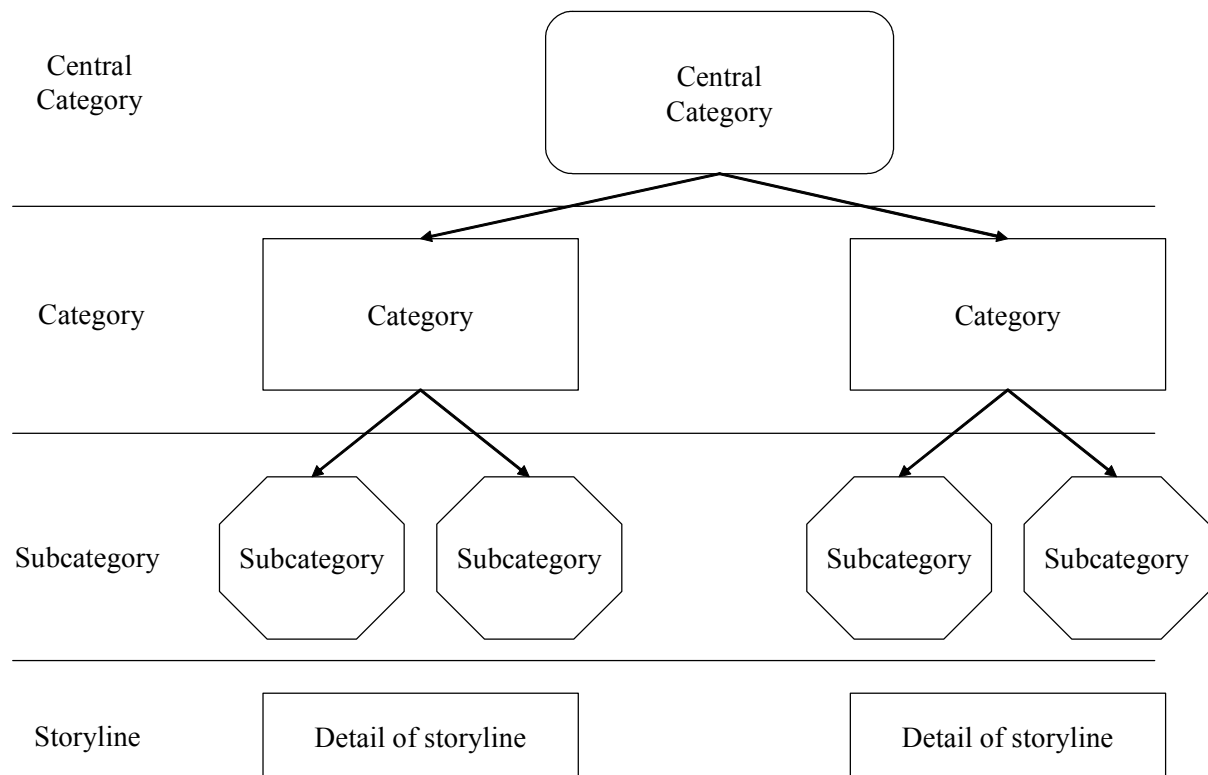 Central
Category
Central
Category
Category
Category
Category
Subcategory
Subcategory
Subcategory
Subcategory
Subcategory
Storyline
Detail of storyline
Detail of storyline